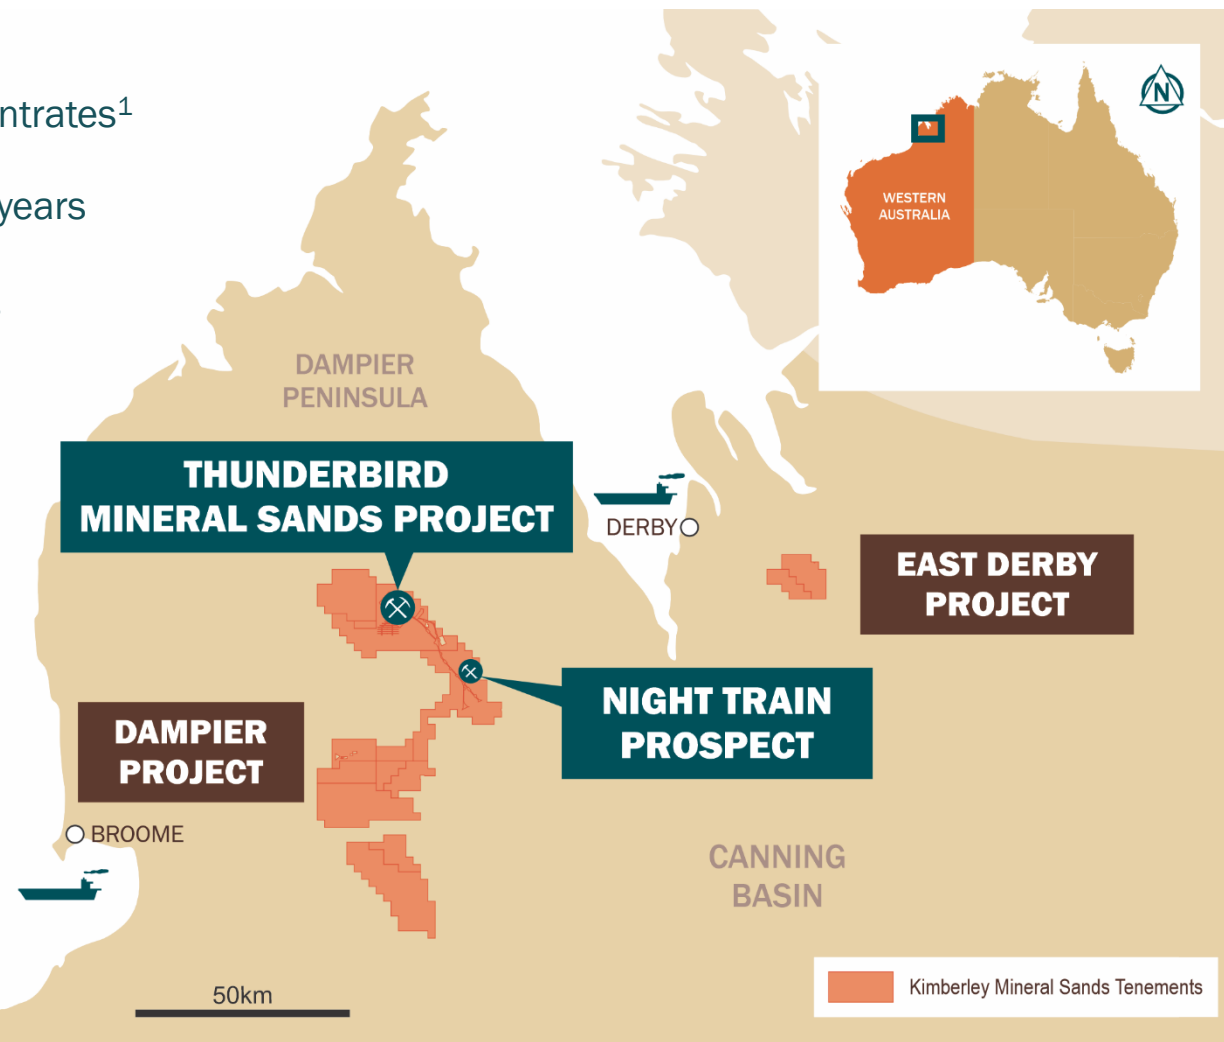 ntrates1
years
N
WESTERN
AUSTRALIA
DAMPIER
PENINSULA
THUNDERBIRD
MINERAL SANDS PROJECT
DERBY
EAST DERBY
PROJECT
NIGHT TRAIN
PROSPECT
DAMPIER
PROJECT
BROOME
CANNING
BASIN
50km
Kimberley Mineral Sands Tenements